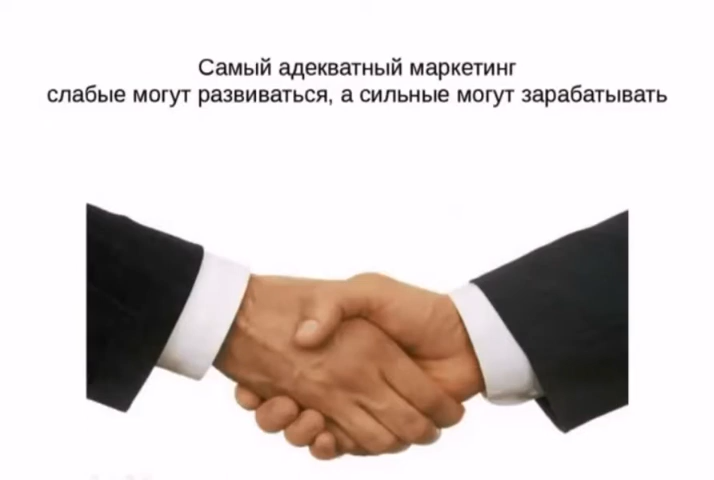 Самый адекватный маркетинг
слабые могут развиваться, а сильные могут зарабатывать